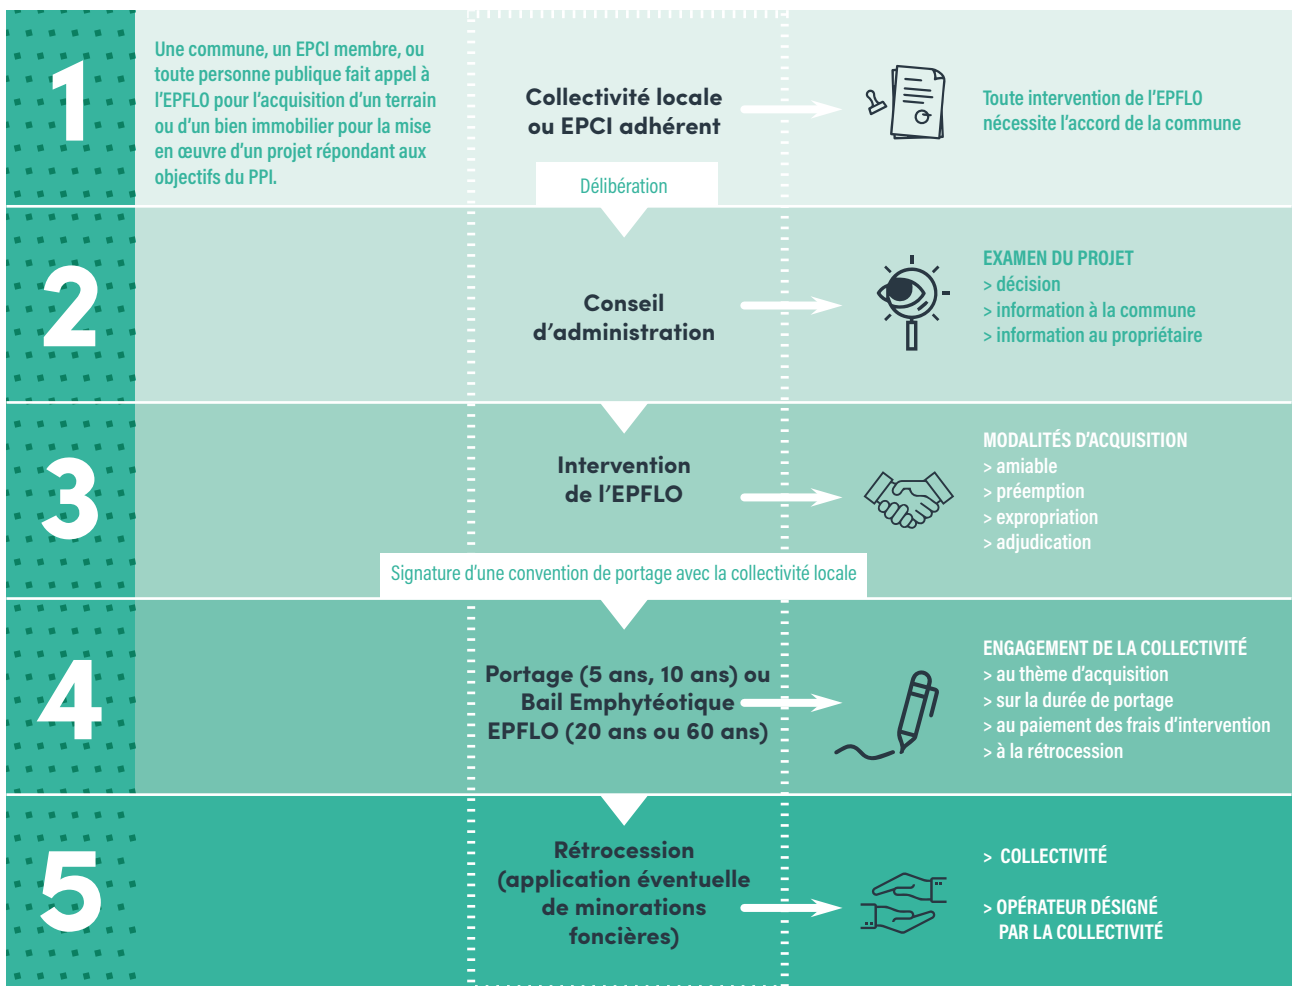 1
Une commune, un EPCI membre, ou
toute personne publique fait appel à
l'EPFLO pour l'acquisition d'un terrain
ou d'un bien immobilier pour la mise
en œuvre d'un projet répondant aux
objectifs du PPI.
Collectivité locale
ou EPCI adhérent
Toute intervention de l'EPFLO
nécessite l'accord de la commune
Délibération
2
Conseil
d'administration
EXAMEN DU PROJET
> décision
> information à la commune
> information au propriétaire
3
Intervention
de l'EPFLO
MODALITÉS D'ACQUISITION
> amiable
> préemption
> expropriation
> adjudication
Signature d'une convention de portage avec la collectivité locale
4
Portage (5 ans, 10 ans) ou
Bail Emphytéotique
EPFLO (20 ans ou 60 ans)
ENGAGEMENT DE LA COLLECTIVITÉ
> au thème d'acquisition
> sur la durée de portage
> au paiement des frais d'intervention
> à la rétrocession
5
Rétrocession
(application éventuelle
de minorations
foncières)
> COLLECTIVITÉ
> OPÉRATEUR DÉSIGNÉ
PAR LA COLLECTIVITÉ